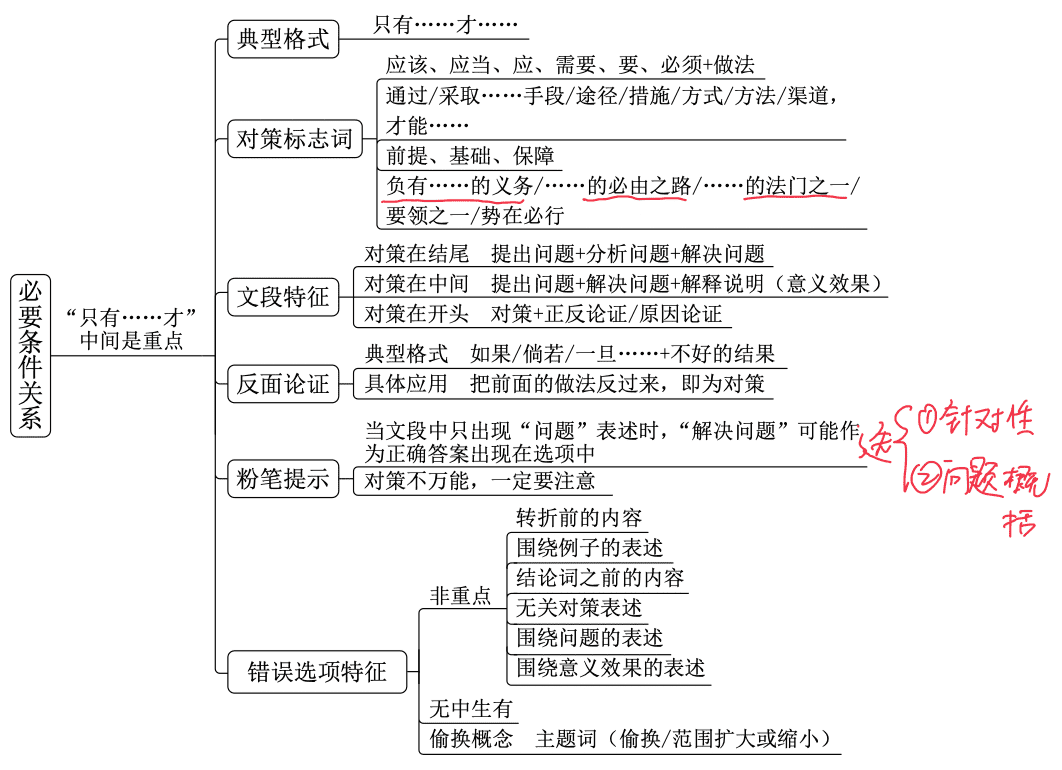 必要条件关系
“只有……才”
中间是重点
典型格式
只有……才……
对策标志词
应该、应当、应、需要、要、必须+做法
通过/采取……手段/途径/措施/方式/方法/渠道，
才能……
前提、基础、保障
负有……的义务/……的必由之路/……的法门之一/
要领之一/势在必行
文段特征
对策在结尾 提出问题+分析问题+解决问题
对策在中间 提出问题+解决问题+解释说明（意义效果）
对策在开头 对策+正反论证/原因论证
反面论证
典型格式 如果/倘若/一旦……+不好的结果
具体应用 把前面的做法反过来，即为对策
粉笔提示
当文段中只出现“问题”表述时，“解决问题”可能作
为正确答案出现在选项中
对策不万能，一定要注意
选
①针对性
②问题概
括
错误选项特征
非重点
转折前的内容
围绕例子的表述
结论词之前的内容
无关对策表述
围绕问题的表述
围绕意义效果的表述
无中生有
偷换概念 主题词（偷换/范围扩大或缩小）